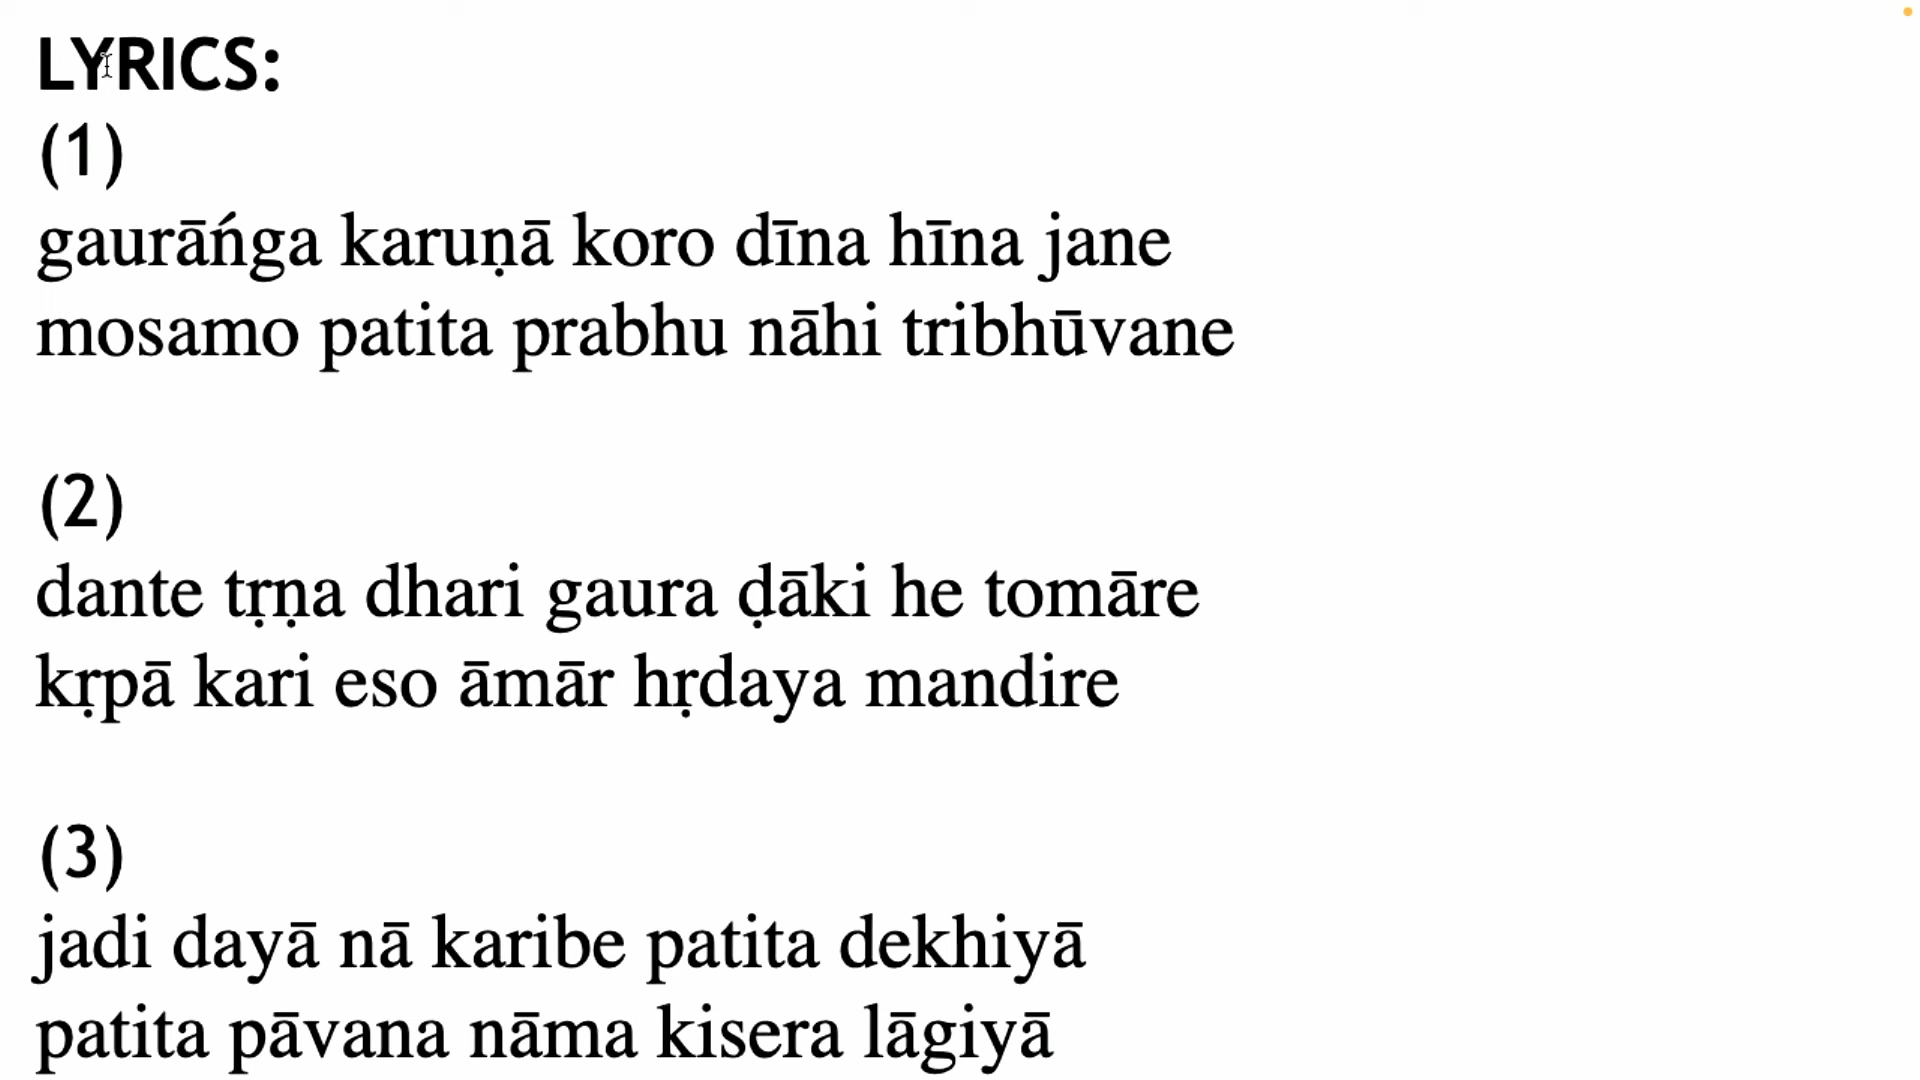 LYRICS:
(1)
gaurāńga karuṇā koro dīna hīna jane
mosamo patita prabhu nāhi tribhūvane
(2)
dante tṛṇa dhari gaura ḍāki he tomāre
kṛpā kari eso āmār hṛdaya mandire
(3)
jadi dayā nā karibe patita dekhiyā
patita pāvana nāma kisera lāgiyā